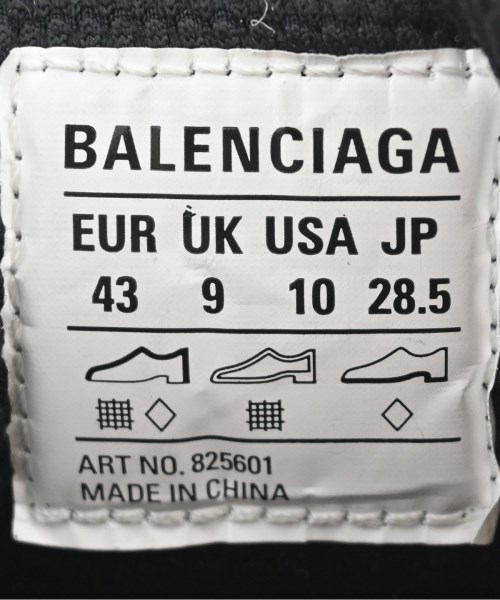 BALENCIAGA
EUR UK USA JP
43 9 10 28.5
ART NO. 825601
MADE IN CHINA